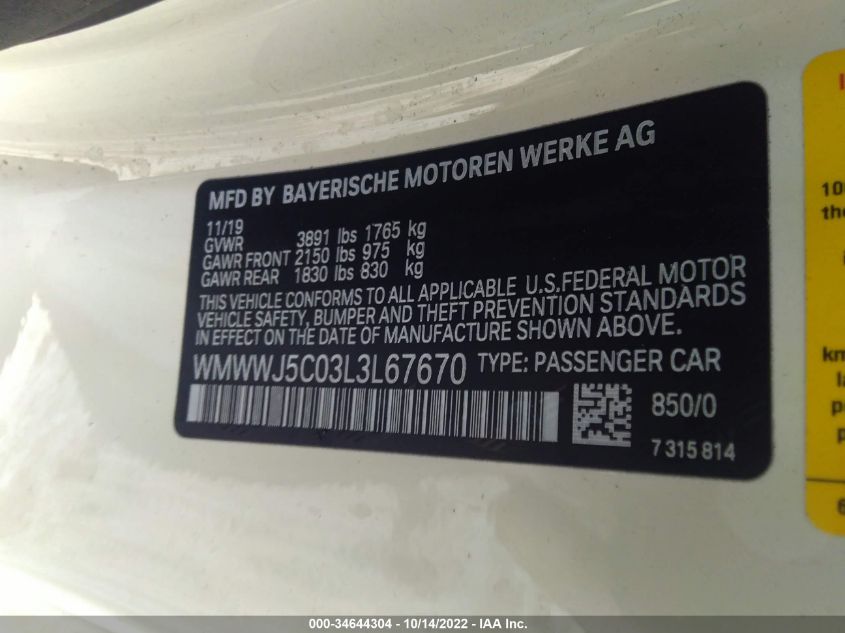 MFD BY BAYERISCHE MOTOREN WERKE AG
11/19
GVWR 3891 lbs 1765 kg
GAWR FRONT 2150 lbs 975 kg
GAWR REAR 1830 lbs 830 kg
THIS VEHICLE CONFORMS TO ALL APPLICABLE U.S.FEDERAL MOTOR
VEHICLE SAFETY, BUMPER AND THEFT PREVENTION STANDARDS
IN EFFECT ON THE DATE OF MANUFACTURE SHOWN ABOVE.
WMWWJ5C03L3L67670 TYPE: PASSENGER CAR
850/0
7 315 814
km
000-34644304 - 10/14/2022 - IAA Inc.